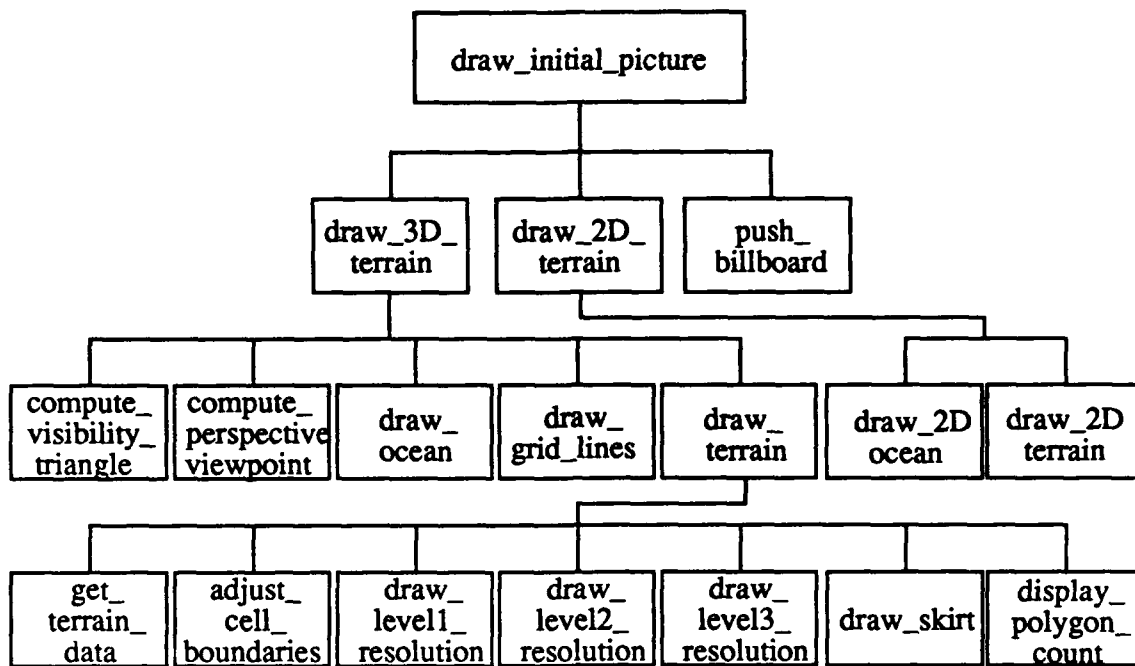 draw_initial_picture
draw_3D_
terrain
draw_2D_
terrain
push_
billboard
compute_
visibility_
triangle
compute_
perspective
viewpoint
draw_
ocean
draw_
grid_lines
draw_
terrain
draw_2D
ocean
draw_2D
terrain
get_
terrain_
data
adjust_
cell_
boundaries
draw_
level1_
resolution
draw_
level2_
resolution
draw_
level3_
resolution
draw_skirt
display_
polygon_
count